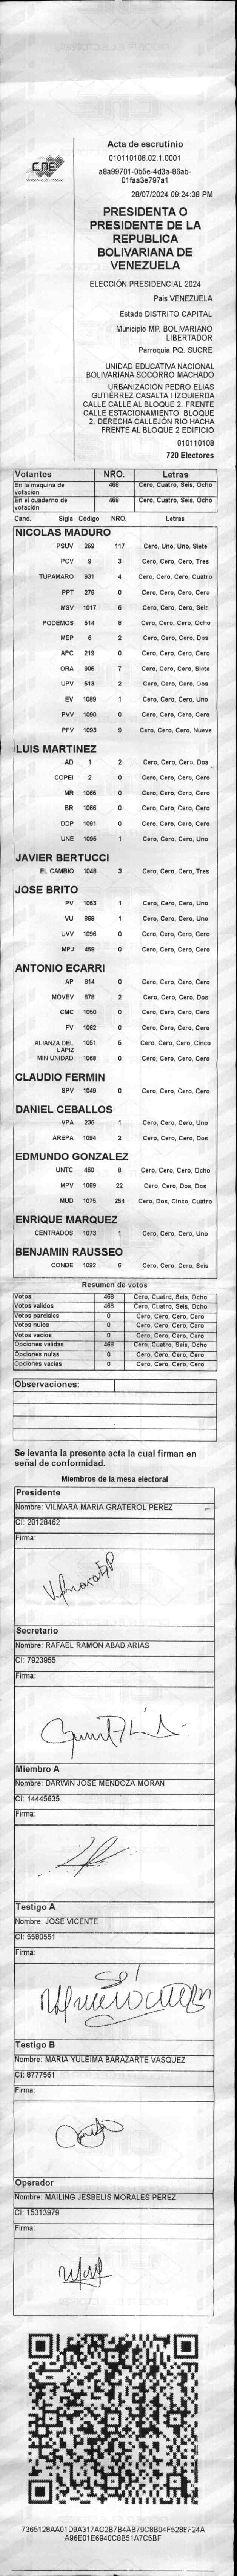 Acta de escrutinio
010110108.02.1.0001
a8a99701-0b5e-4d3a-86ab-
01faa3e797a1
28/07/2024 09:24:38 PM
CNE
PRESIDENTA O
PRESIDENTE DE LA
REPUBLICA
BOLIVARIANA DE
VENEZUELA
ELECCIÓN PRESIDENCIAL 2024
Pais VENEZUELA
Estado DISTRITO CAPITAL
Municipio MP. BOLIVARIANO
LIBERTADOR
Parroquia PQ. SUCRE
UNIDAD EDUCATIVA NACIONAL
BOLIVARIANA SOCORRO MACHADO
URBANIZACIÓN PEDRO ELIAS
GUTIÉRREZ CASALTA I IZQUIERDA
CALLE CALLE AL BLOQUE 2. FRENTE
CALLE ESTACIONAMIENTO BLOQUE
2. DERECHA CALLEJÓN RIO HACHA
FRENTE AL BLOQUE 2 EDIFICIO
010110108
720 Electores
Votantes NRO. Letras
En la máquina de votación 468 Cero, Cuatro, Seis, Ocho
En el cuaderno de votación 468 Cero, Cuatro, Seis, Ocho
Cand. Sigla Código NRO. Letras
NICOLAS MADURO
PSUV 269 117 Cero, Uno, Uno, Siete
PCV 9 3 Cero, Cero, Cero, Tres
TUPAMARO 931 4 Cero, Cero, Cero, Cuatro
PPT 276 0 Cero, Cero, Cero, Cero
MSV 1017 6 Cero, Cero, Cero, Seis
PODEMOS 514 8 Cero, Cero, Cero, Ocho
MEP 6 2 Cero, Cero, Cero, Dos
APC 219 0 Cero, Cero, Cero, Cero
ORA 906 7 Cero, Cero, Cero, Siete
UPV 513 2 Cero, Cero, Cero, Dos
EV 1089 1 Cero, Cero, Cero, Uno
PVV 1090 0 Cero, Cero, Cero, Cero
PFV 1093 9 Cero, Cero, Cero, Nueve
LUIS MARTINEZ
AD 1 2 Cero, Cero, Cero, Dos
COPEI 2 0 Cero, Cero, Cero, Cero
MR 1065 0 Cero, Cero, Cero, Cero
BR 1066 0 Cero, Cero, Cero, Cero
DDP 1091 0 Cero, Cero, Cero, Cero
UNE 1095 1 Cero, Cero, Cero, Uno
JAVIER BERTUCCI
EL CAMBIO 1048 3 Cero, Cero, Cero, Tres
JOSE BRITO
PV 1053 1 Cero, Cero, Cero, Uno
VU 869 1 Cero, Cero, Cero, Uno
UVV 1096 0 Cero, Cero, Cero, Cero
MPJ 459 0 Cero, Cero, Cero, Cero
ANTONIO ECARRI
AP 914 0 Cero, Cero, Cero, Cero
MOVEV 878 2 Cero, Cero, Cero, Dos
CMC 1050 0 Cero, Cero, Cero, Cero
FV 1062 0 Cero, Cero, Cero, Cero
ALIANZA DEL LAPIZ 1051 5 Cero, Cero, Cero, Cinco
MIN UNIDAD 1068 0 Cero, Cero, Cero, Cero
CLAUDIO FERMIN
SPV 1049 0 Cero, Cero, Cero, Cero
DANIEL CEBALLOS
VPA 236 1 Cero, Cero, Cero, Uno
AREPA 1094 2 Cero, Cero, Cero, Dos
EDMUNDO GONZALEZ
UNTC 460 8 Cero, Cero, Cero, Ocho
MPV 1069 22 Cero, Cero, Dos, Dos
MUD 1075 254 Cero, Dos, Cinco, Cuatro
ENRIQUE MARQUEZ
CENTRADOS 1073 1 Cero, Cero, Cero, Uno
BENJAMIN RAUSSEO
CONDE 1092 6 Cero, Cero, Cero, Seis
Resumen de votos
Votos 468 Cero, Cuatro, Seis, Ocho
Votos validos 468 Cero, Cuatro, Seis, Ocho
Votos parciales 0 Cero, Cero, Cero, Cero
Votos nulos 0 Cero, Cero, Cero, Cero
Votos vacios 0 Cero, Cero, Cero, Cero
Opciones validas 468 Cero, Cuatro, Seis, Ocho
Opciones nulas 0 Cero, Cero, Cero, Cero
Opciones vacias 0 Cero, Cero, Cero, Cero
Observaciones:
Se levanta la presente acta la cual firman en
señal de conformidad.
Miembros de la mesa electoral
Presidente
Nombre: VILMARA MARIA GRATEROL PEREZ
CI: 20128462
Firma:
Secretario
Nombre: RAFAEL RAMON ABAD ARIAS
CI: 7923955
Firma:
Miembro A
Nombre: DARWIN JOSE MENDOZA MORAN
CI: 14445635
Firma:
Testigo A
Nombre: JOSE VICENTE
CI: 5580551
Firma:
Testigo B
Nombre: MARIA YULEIMA BARAZARTE VASQUEZ
CI: 8777561
Firma:
Operador
Nombre: MAILING JESBELIS MORALES PEREZ
CI: 15313979
Firma:
A96E01E6940C8B51A7C5BF